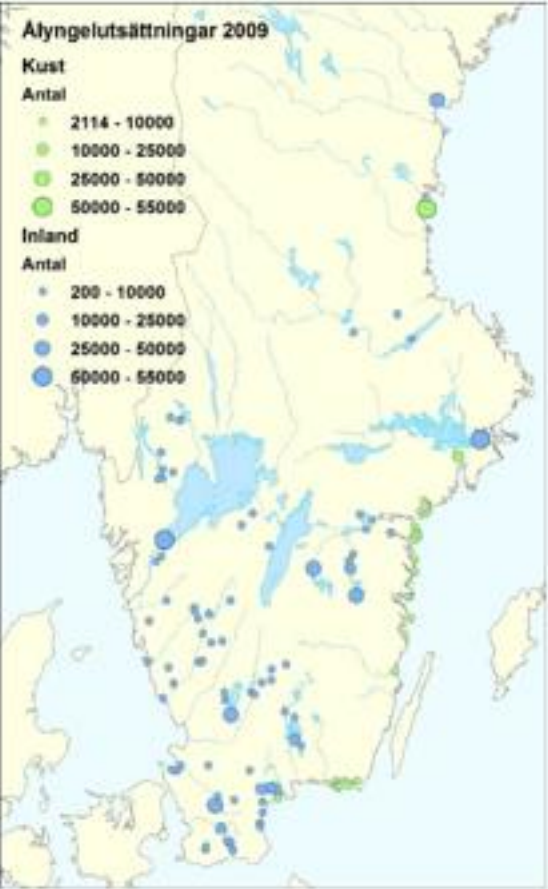 Ålyngelutsättningar 2009
Kust
Antal
2114 - 10000
10000 - 25000
25000 - 50000
50000 - 55000
Inland
Antal
200 - 10000
10000 - 25000
25000 - 50000
50000 - 55000